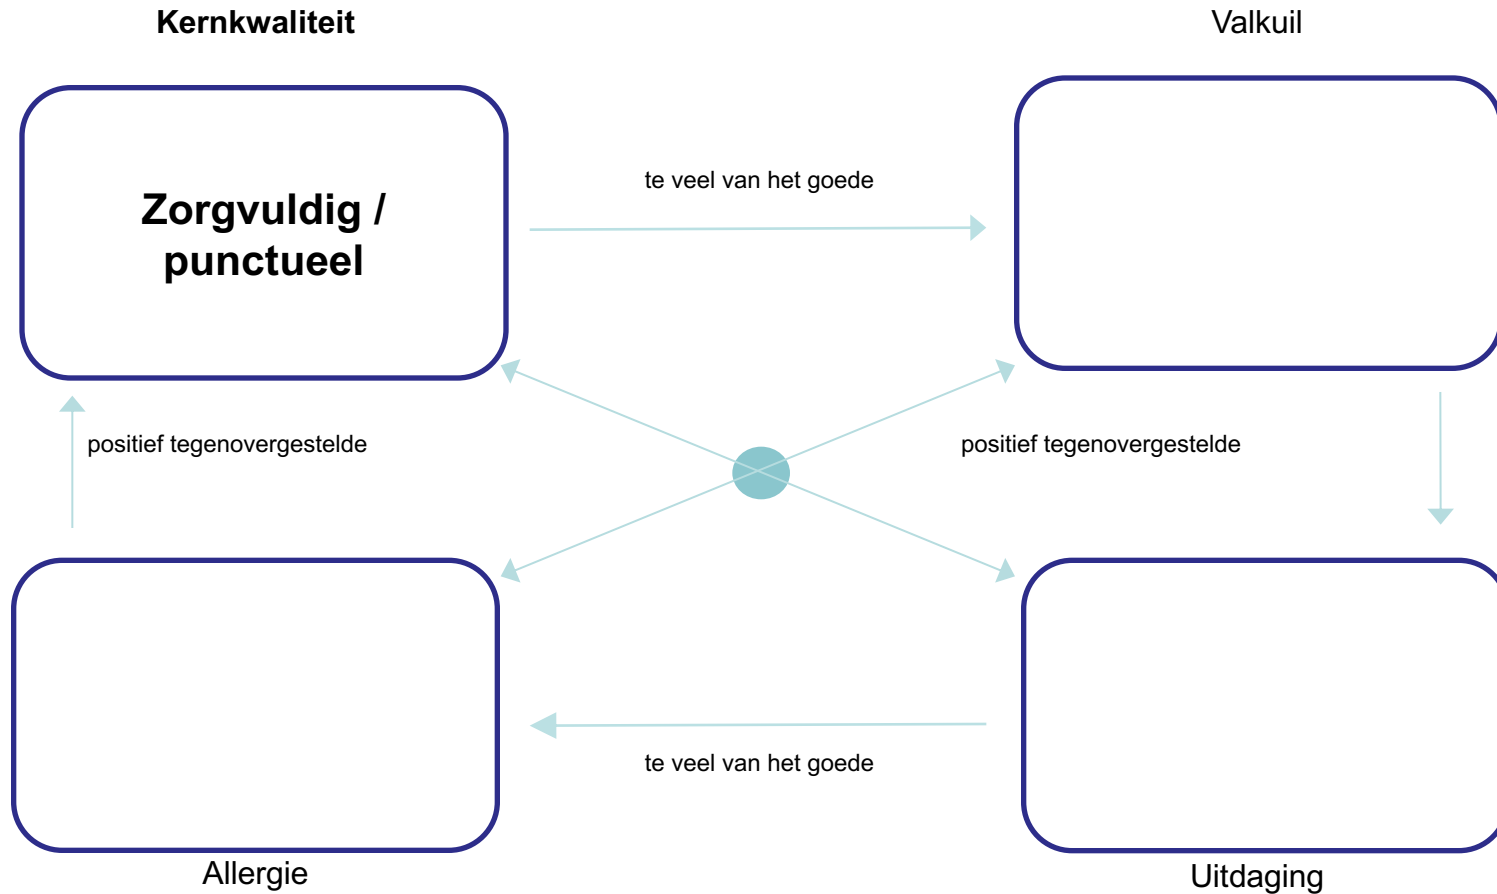 Kernkwaliteit
Valkuil
Zorgvuldig /
punctueel
te veel van het goede
positief tegenovergestelde
positief tegenovergestelde
te veel van het goede
Allergie
Uitdaging